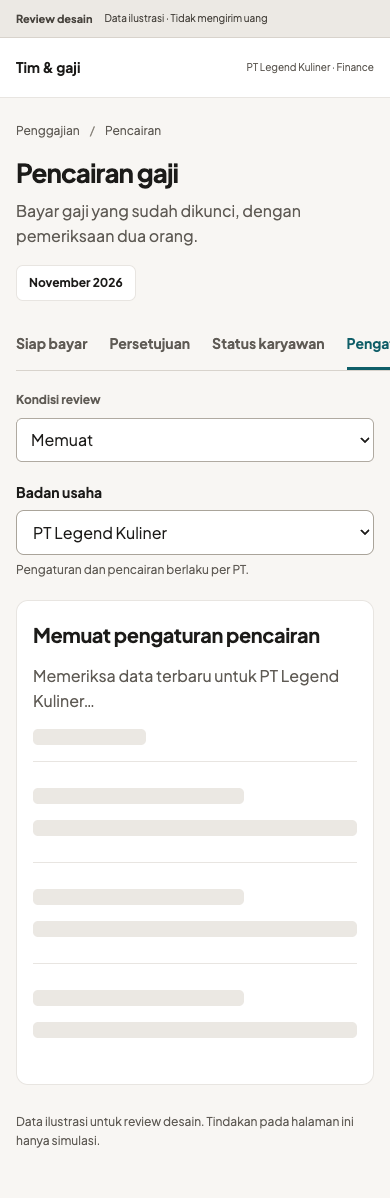 Review desain
Data ilustrasi · Tidak mengirim uang
Tim & gaji
PT Legend Kuliner · Finance
Penggajian / Pencairan
Pencairan gaji
Bayar gaji yang sudah dikunci, dengan
pemeriksaan dua orang.
November 2026
Siap bayar
Persetujuan
Status karyawan
Kondisi review
Memuat
Badan usaha
PT Legend Kuliner
Pengaturan dan pencairan berlaku per PT.
Memuat pengaturan pencairan
Memeriksa data terbaru untuk PT Legend
Kuliner…
Data ilustrasi untuk review desain. Tindakan pada halaman ini
hanya simulasi.